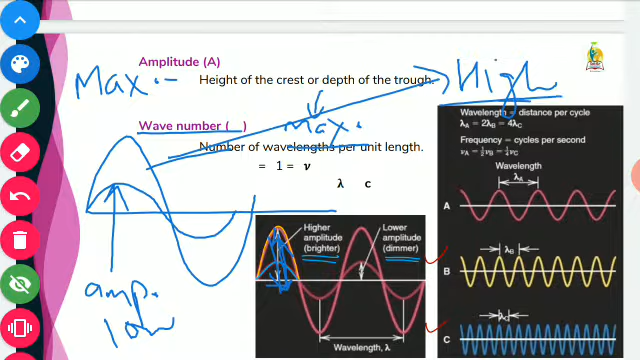 Amplitude (A)
Max :-
Height of the crest or depth of the trough.
High
Max.
Wave number ( )
Number of wavelengths per unit length.
= 1 = ν
λ c
amp.
low
Higher
amplitude
(brighter)
Lower
amplitude
(dimmer)
Wavelength, λ
Wavelength = distance per cycle
λA = 2λB = 4λC
Frequency = cycles per second
νA = ½νB = ¼νC
Wavelength
λA
A
λB
B
λC
C